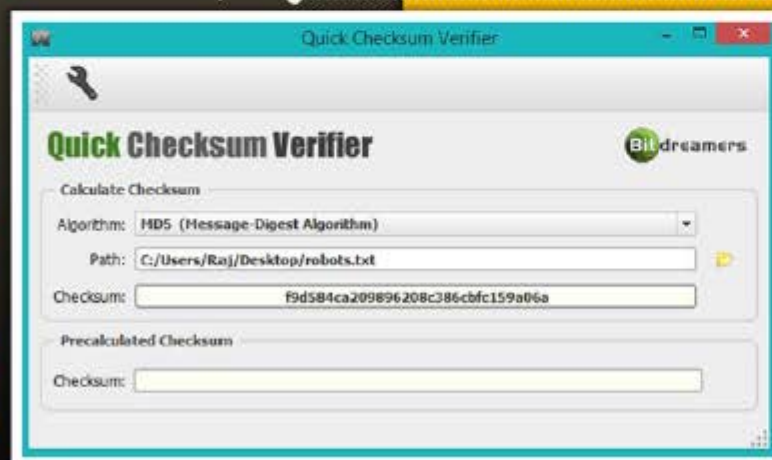 Quick Checksum Verifier
Quick Checksum Verifier
Bitdreamers
Calculate Checksum
Algorithm: MD5 (Message-Digest Algorithm)
Path: C:/Users/Raj/Desktop/robots.txt
Checksum: f9d584ca209896208c386cbfc159a06a
Precalculated Checksum
Checksum: